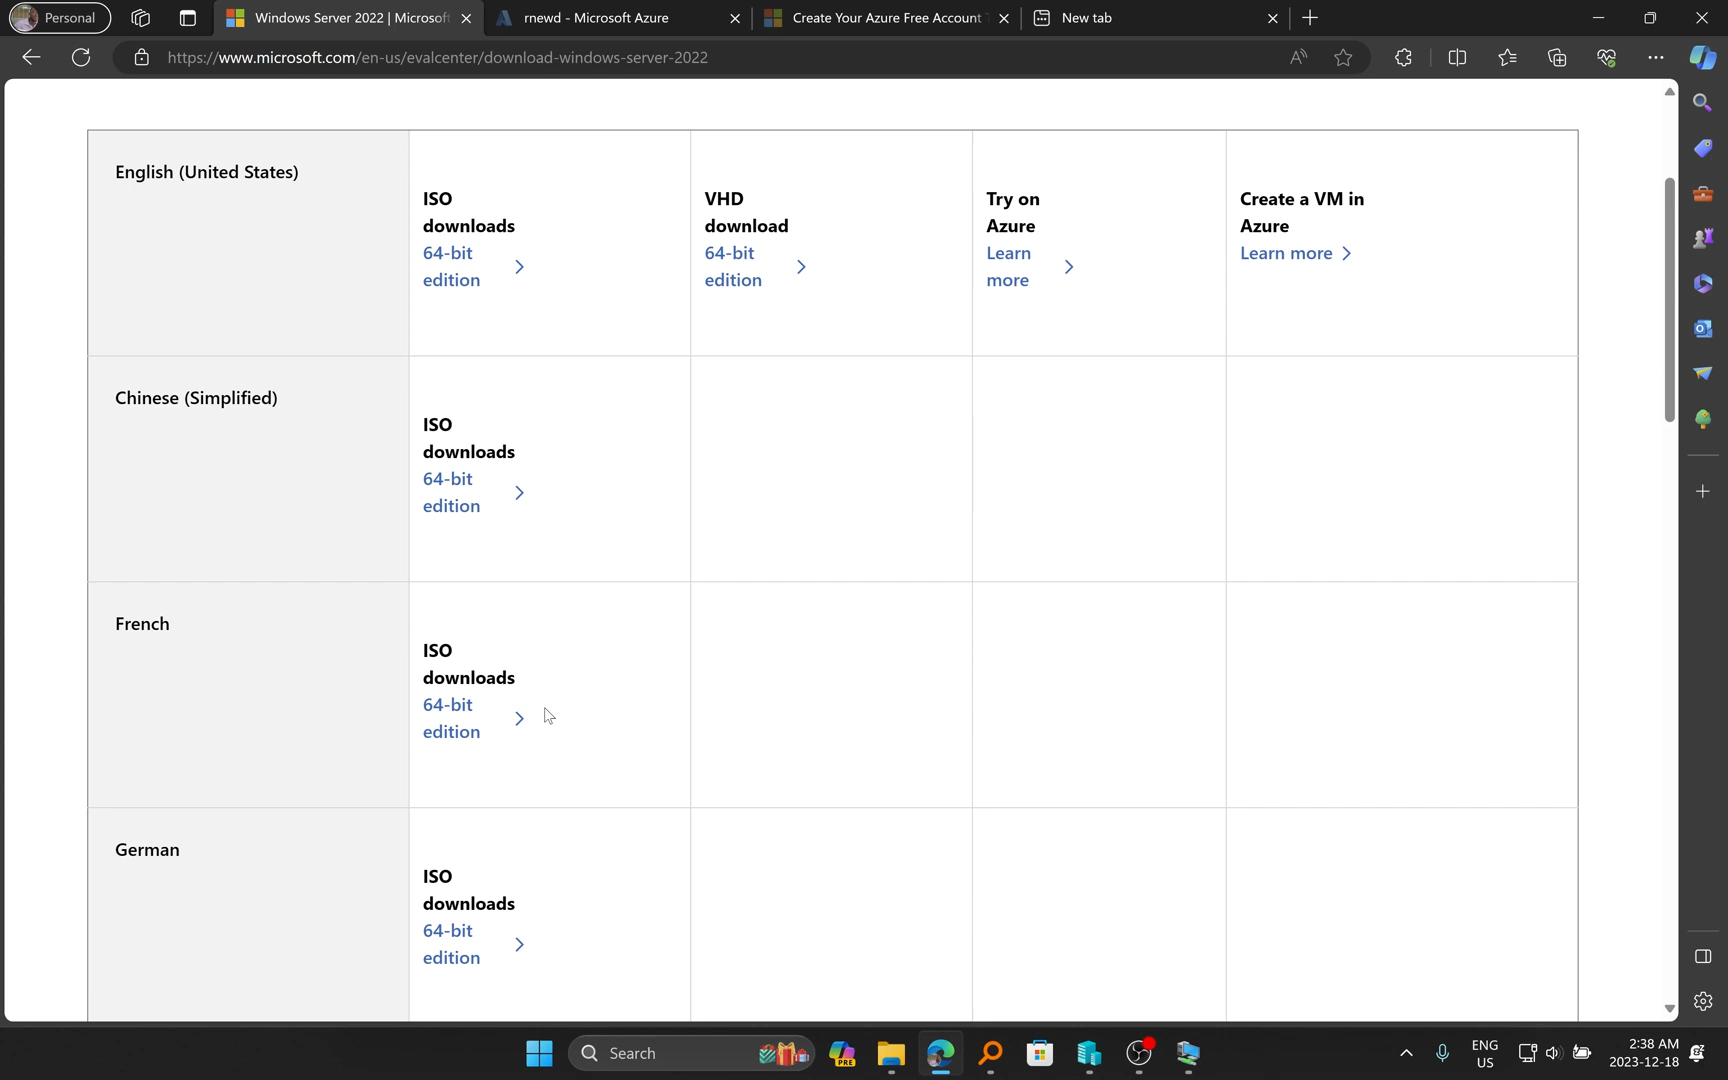 Personal
Windows Server 2022 | Microsoft
rnewd - Microsoft Azure
Create Your Azure Free Account
New tab
https://www.microsoft.com/en-us/evalcenter/download-windows-server-2022
English (United States)
ISO
downloads
64-bit
edition
VHD
download
64-bit
edition
Try on
Azure
Learn
more
Create a VM in
Azure
Learn more
Chinese (Simplified)
ISO
downloads
64-bit
edition
French
ISO
downloads
64-bit
edition
German
ISO
downloads
64-bit
edition
Search
PRE
ENG
US
2:38 AM
2023-12-18